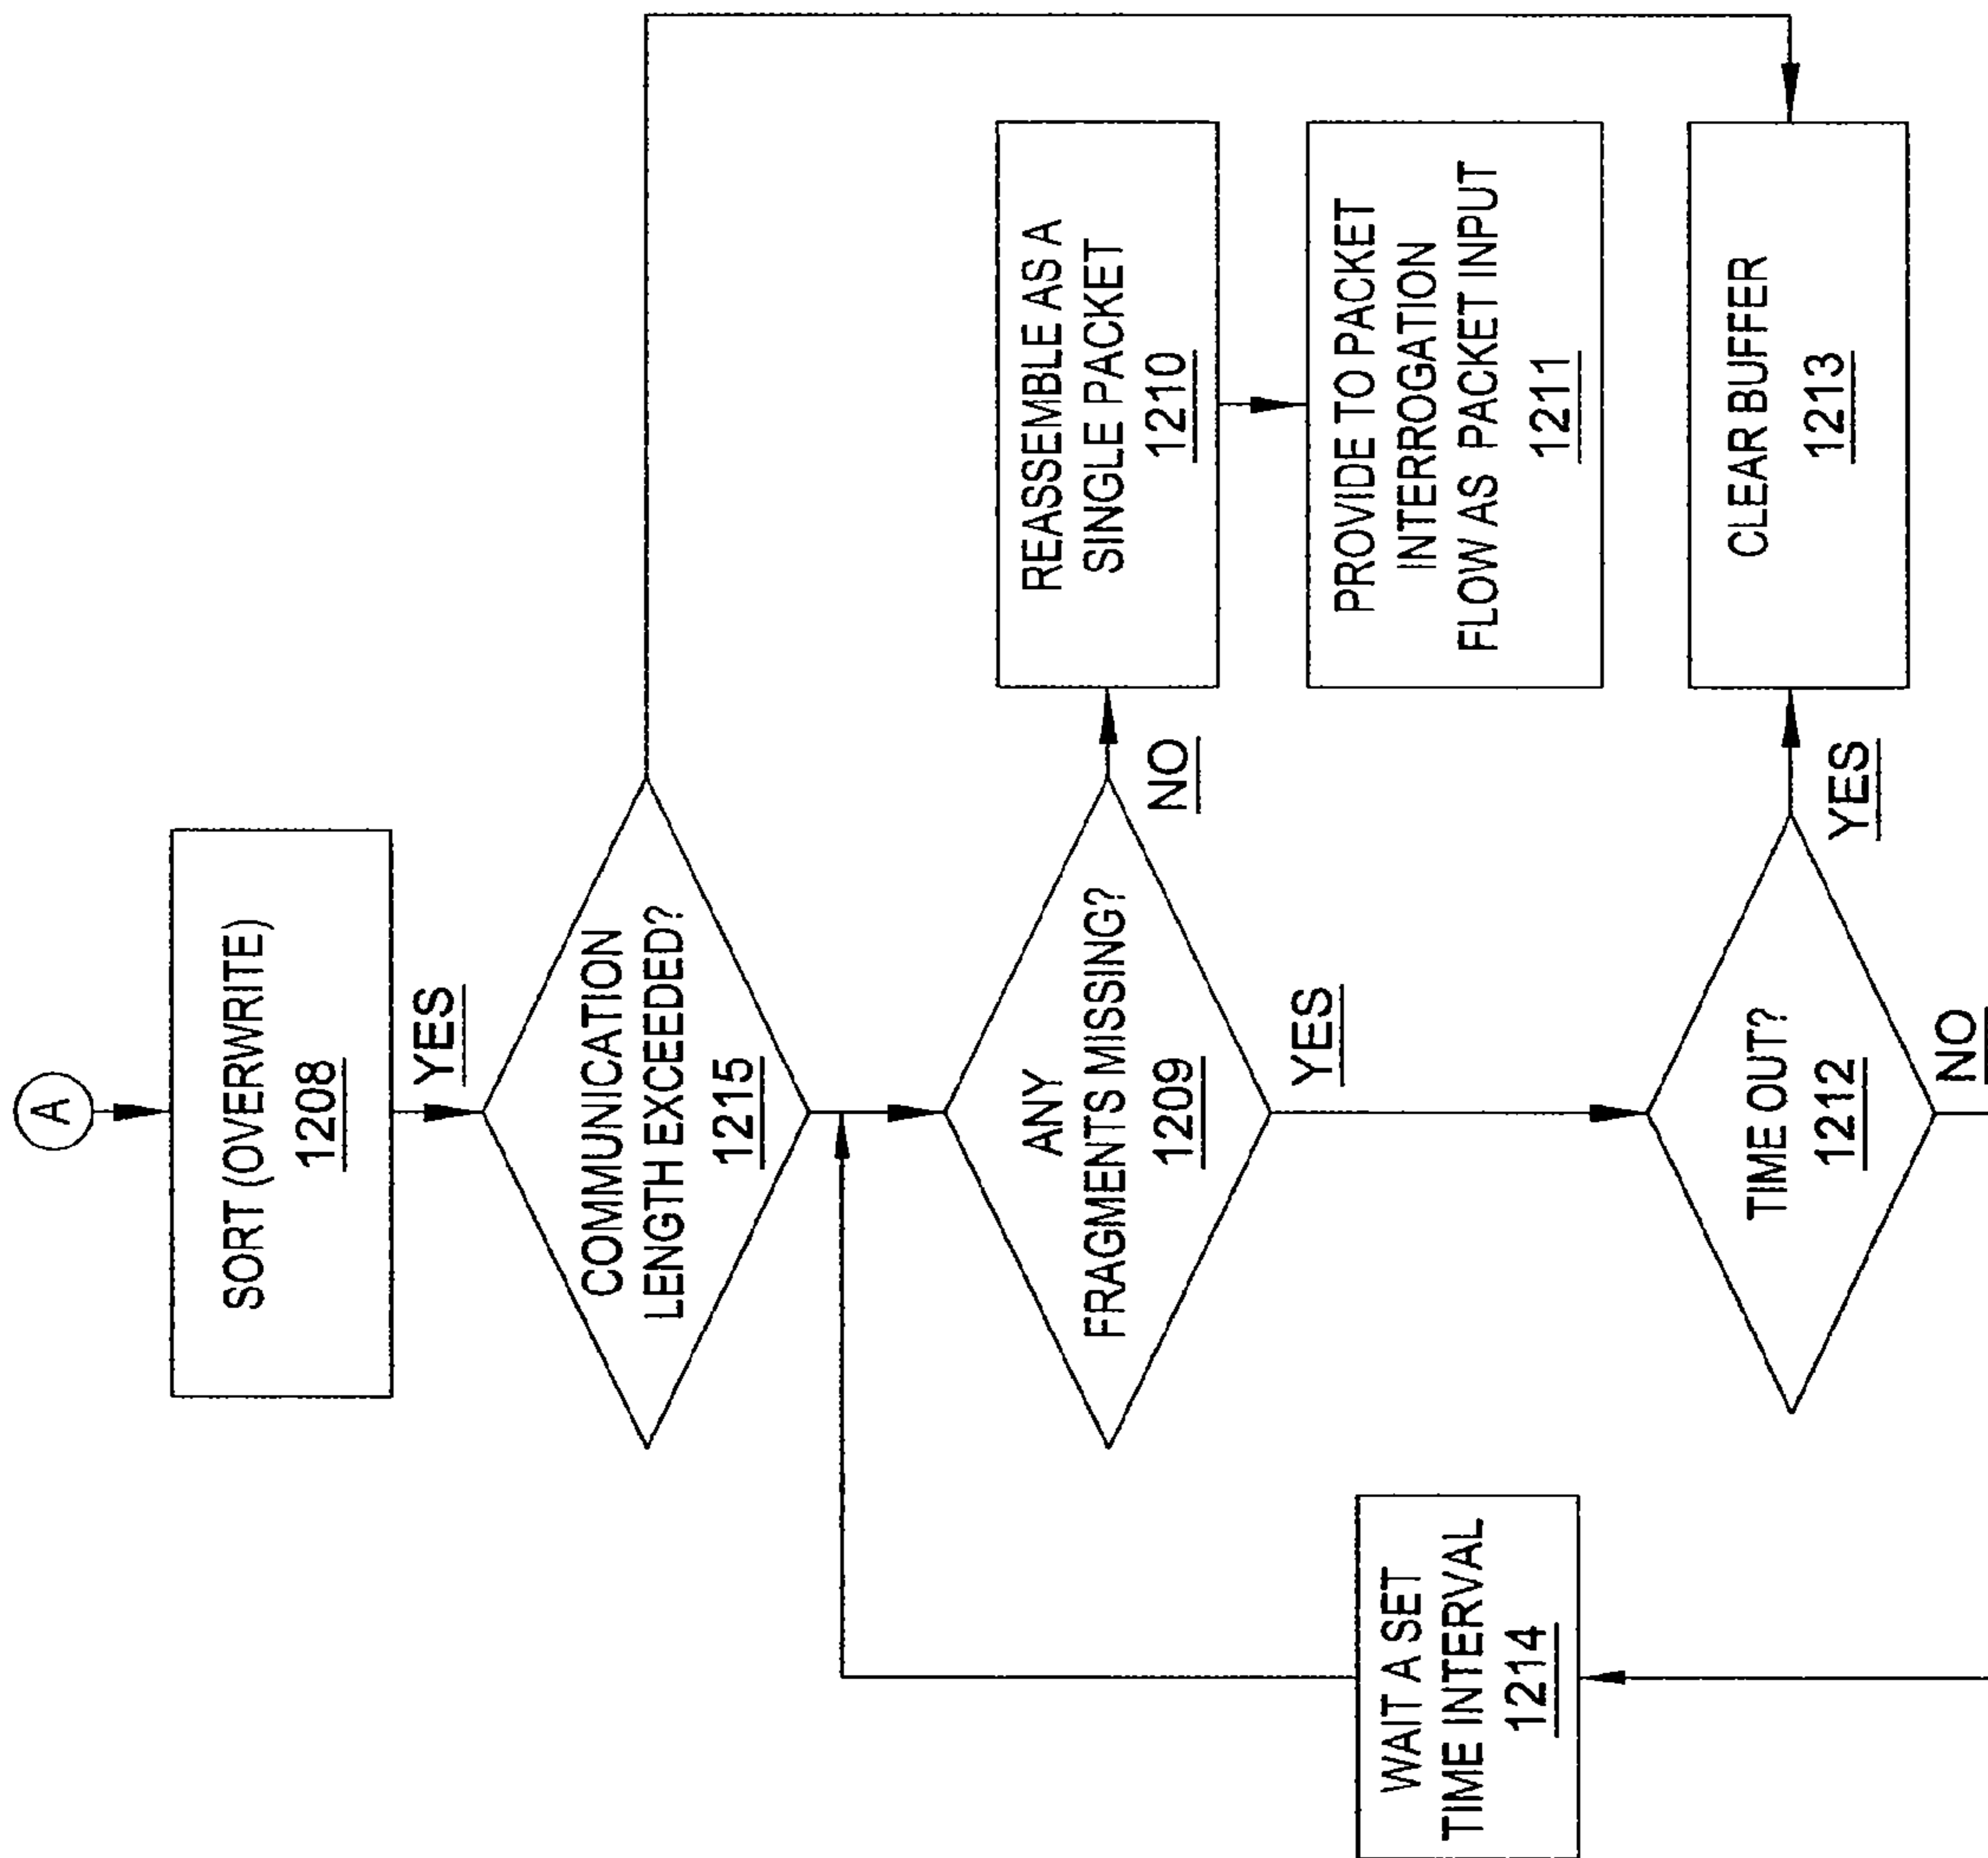 A
SORT (OVERWRITE)
1208
YES
COMMUNICATION
LENGTH EXCEEDED?
1215
ANY
FRAGMENTS MISSING?
1209
NO
REASSEMBLE AS A
SINGLE PACKET
1210
PROVIDE TO PACKET
INTERROGATION
FLOW AS PACKET INPUT
1211
YES
TIME OUT?
1212
YES
CLEAR BUFFER
1213
NO
WAIT A SET
TIME INTERVAL
1214